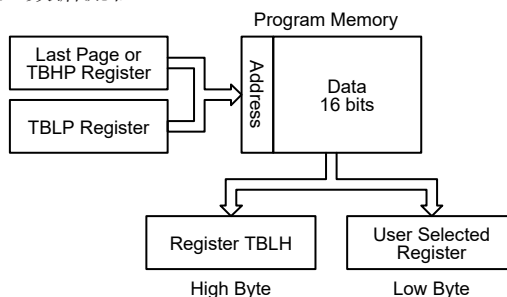 Program Memory
Last Page or
TBHP Register
TBLP Register
Address
Data
16 bits
Register TBLH
User Selected
Register
High Byte
Low Byte